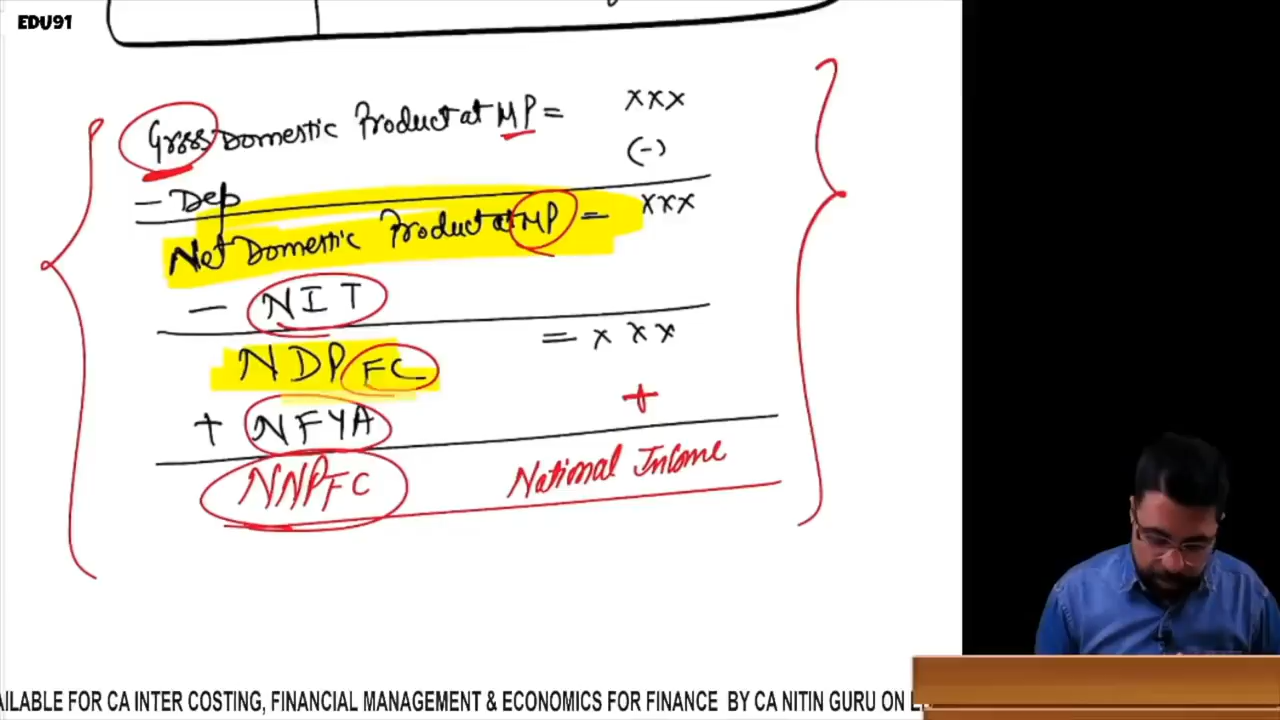 EDU91
Gross Domestic Product at MP = xxx
(-)
- Dep
Net Domestic Product at MP = xxx
- NIT
NDP FC = x x x
+ NFYA +
NNPFC National Income
AILABLE FOR CA INTER COSTING, FINANCIAL MANAGEMENT & ECONOMICS FOR FINANCE BY CA NITIN GURU ON